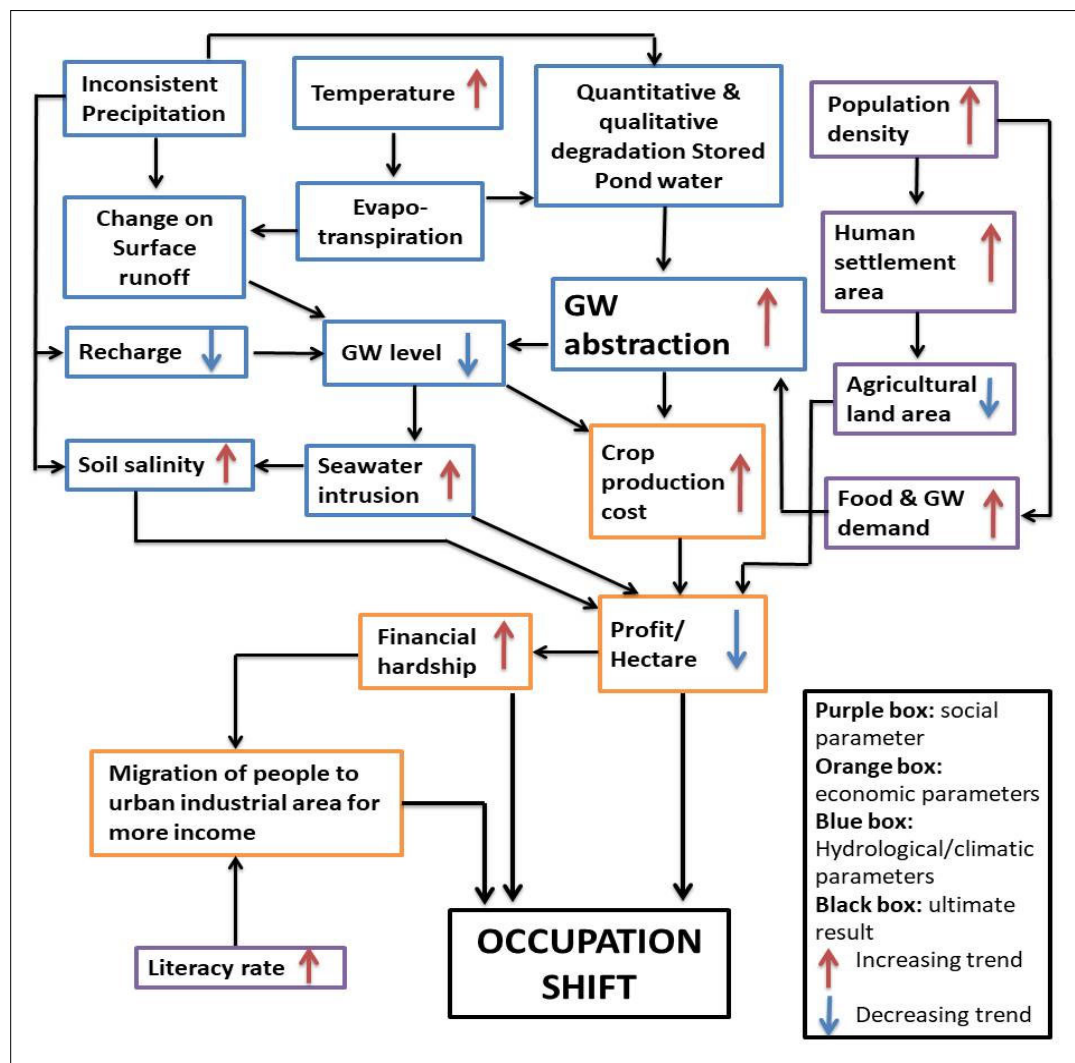 Inconsistent
Precipitation
Temperature
Quantitative &
qualitative
degradation Stored
Pond water
Population
density
Change on
Surface
runoff
Evapo-
transpiration
Human
settlement
area
Recharge
GW level
GW
abstraction
Agricultural
land area
Soil salinity
Seawater
intrusion
Crop
production
cost
Food & GW
demand
Financial
hardship
Profit/
Hectare
Migration of people to
urban industrial area for
more income
Literacy rate
OCCUPATION
SHIFT
Purple box: social
parameter
Orange box:
economic parameters
Blue box:
Hydrological/climatic
parameters
Black box: ultimate
result
Increasing trend
Decreasing trend